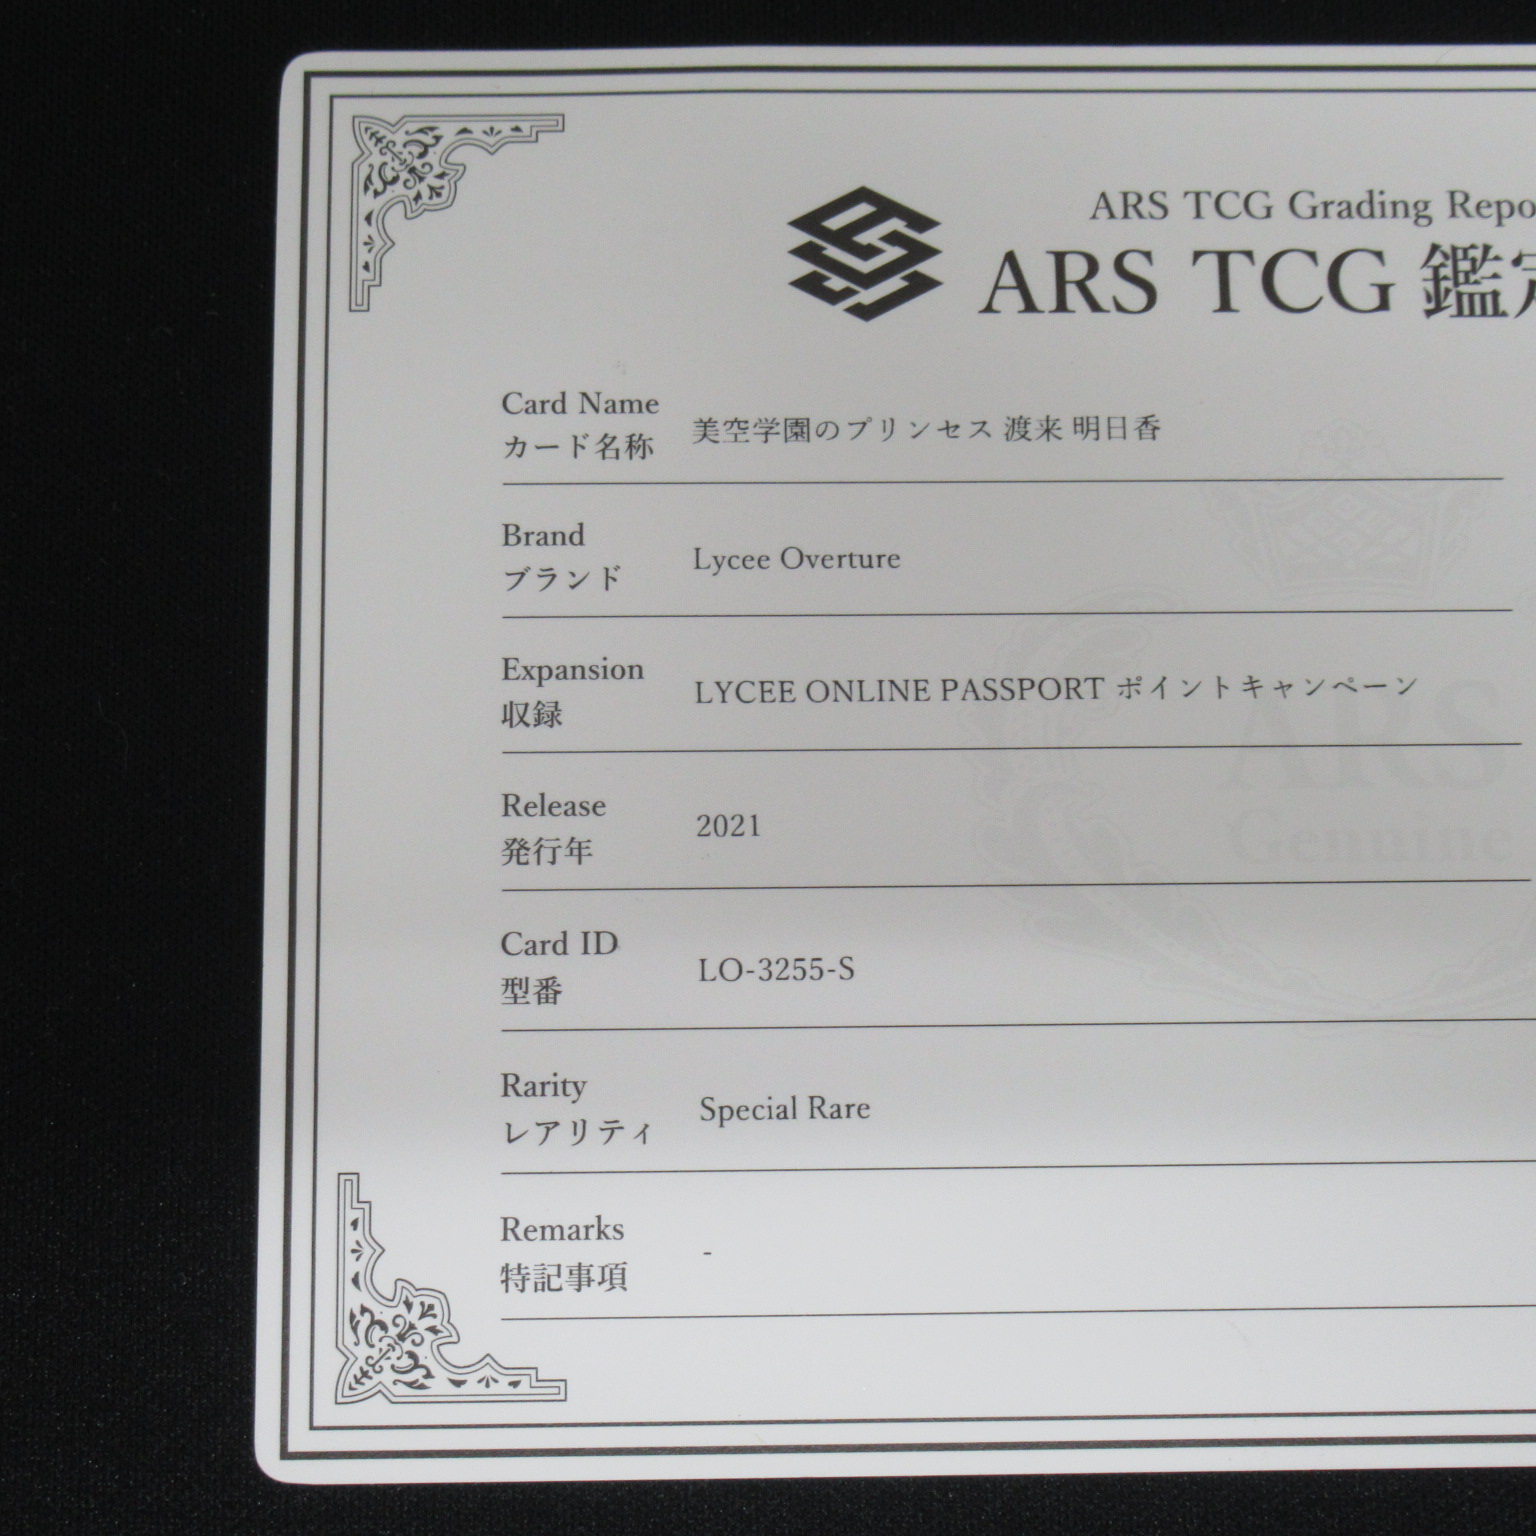 ARS TCG Grading Repo
ARS TCG 鑑定
Card Name
カード名称
美空学園のプリンセス 渡来 明日香
Brand
ブランド
Lycee Overture
Expansion
収録
LYCEE ONLINE PASSPORT ポイントキャンペーン
Release
発行年
2021
Card ID
型番
LO-3255-S
Rarity
レアリティ
Special Rare
Remarks
特記事項
-
ARS
Genuine